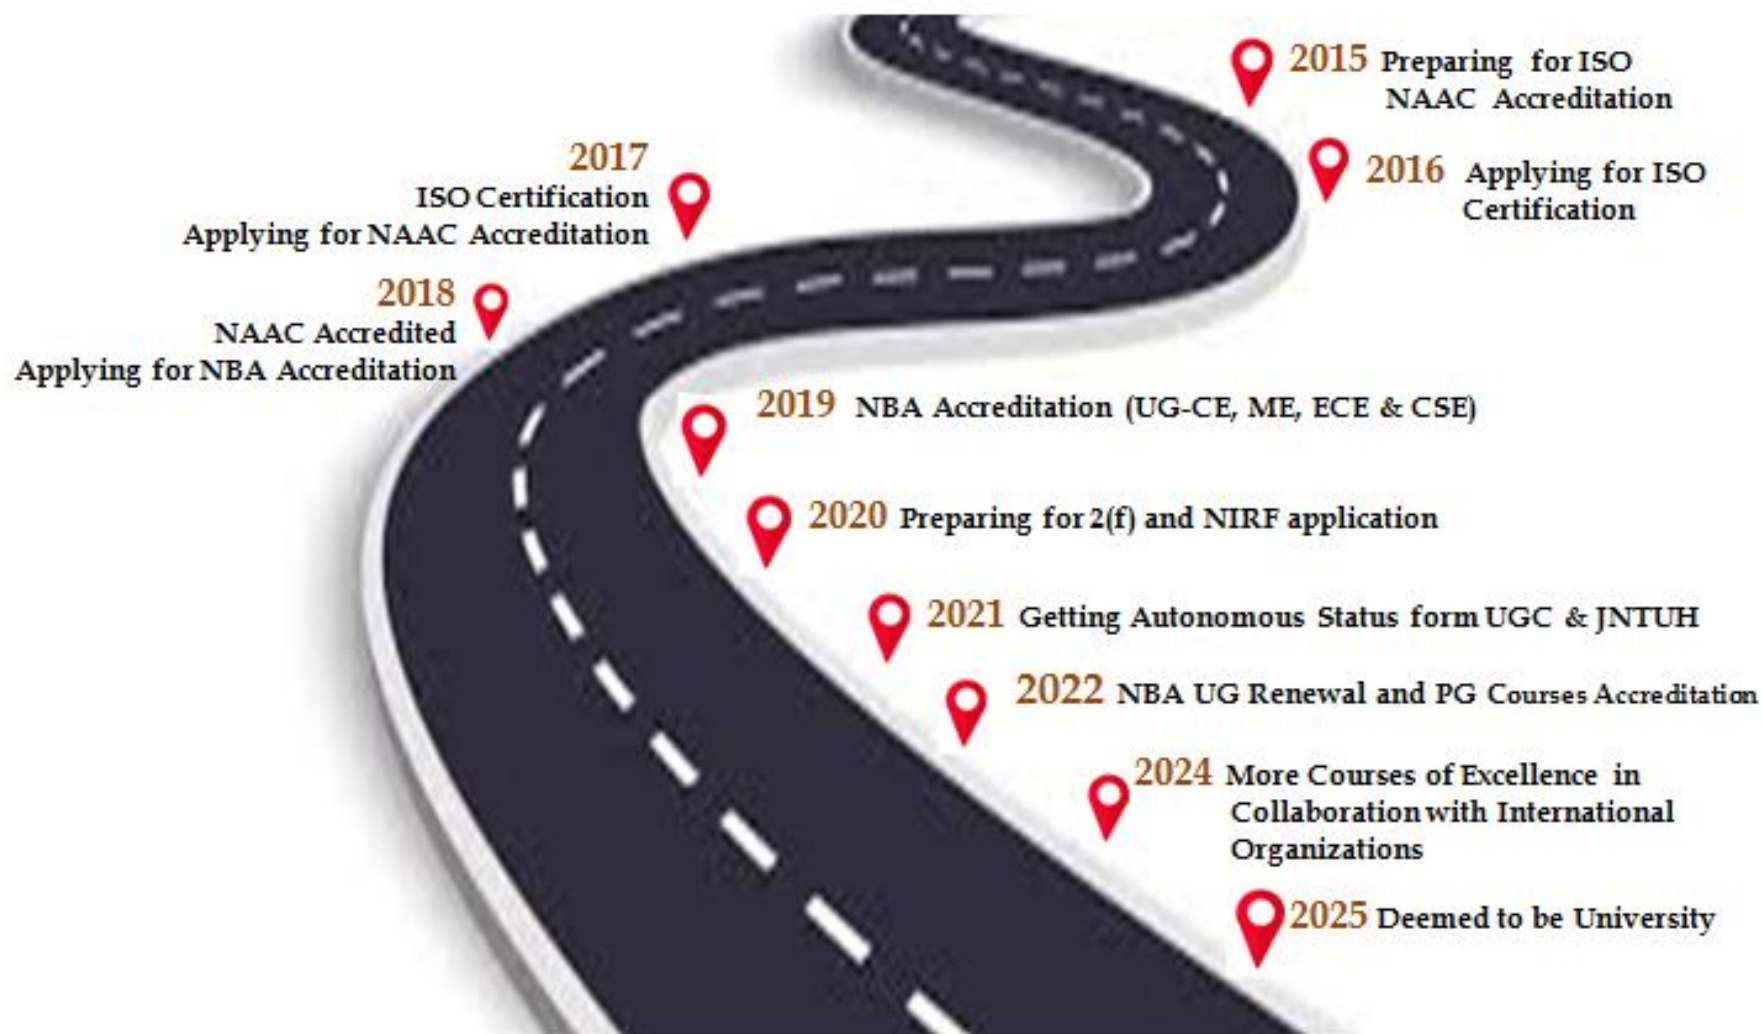 2015 Preparing for ISO
NAAC Accreditation
2016 Applying for ISO
Certification
2017
ISO Certification
Applying for NAAC Accreditation
2018
NAAC Accredited
Applying for NBA Accreditation
2019 NBA Accreditation (UG-CE, ME, ECE & CSE)
2020 Preparing for 2(f) and NIRF application
2021 Getting Autonomous Status form UGC & JNTUH
2022 NBA UG Renewal and PG Courses Accreditation
2024 More Courses of Excellence in
Collaboration with International
Organizations
2025 Deemed to be University